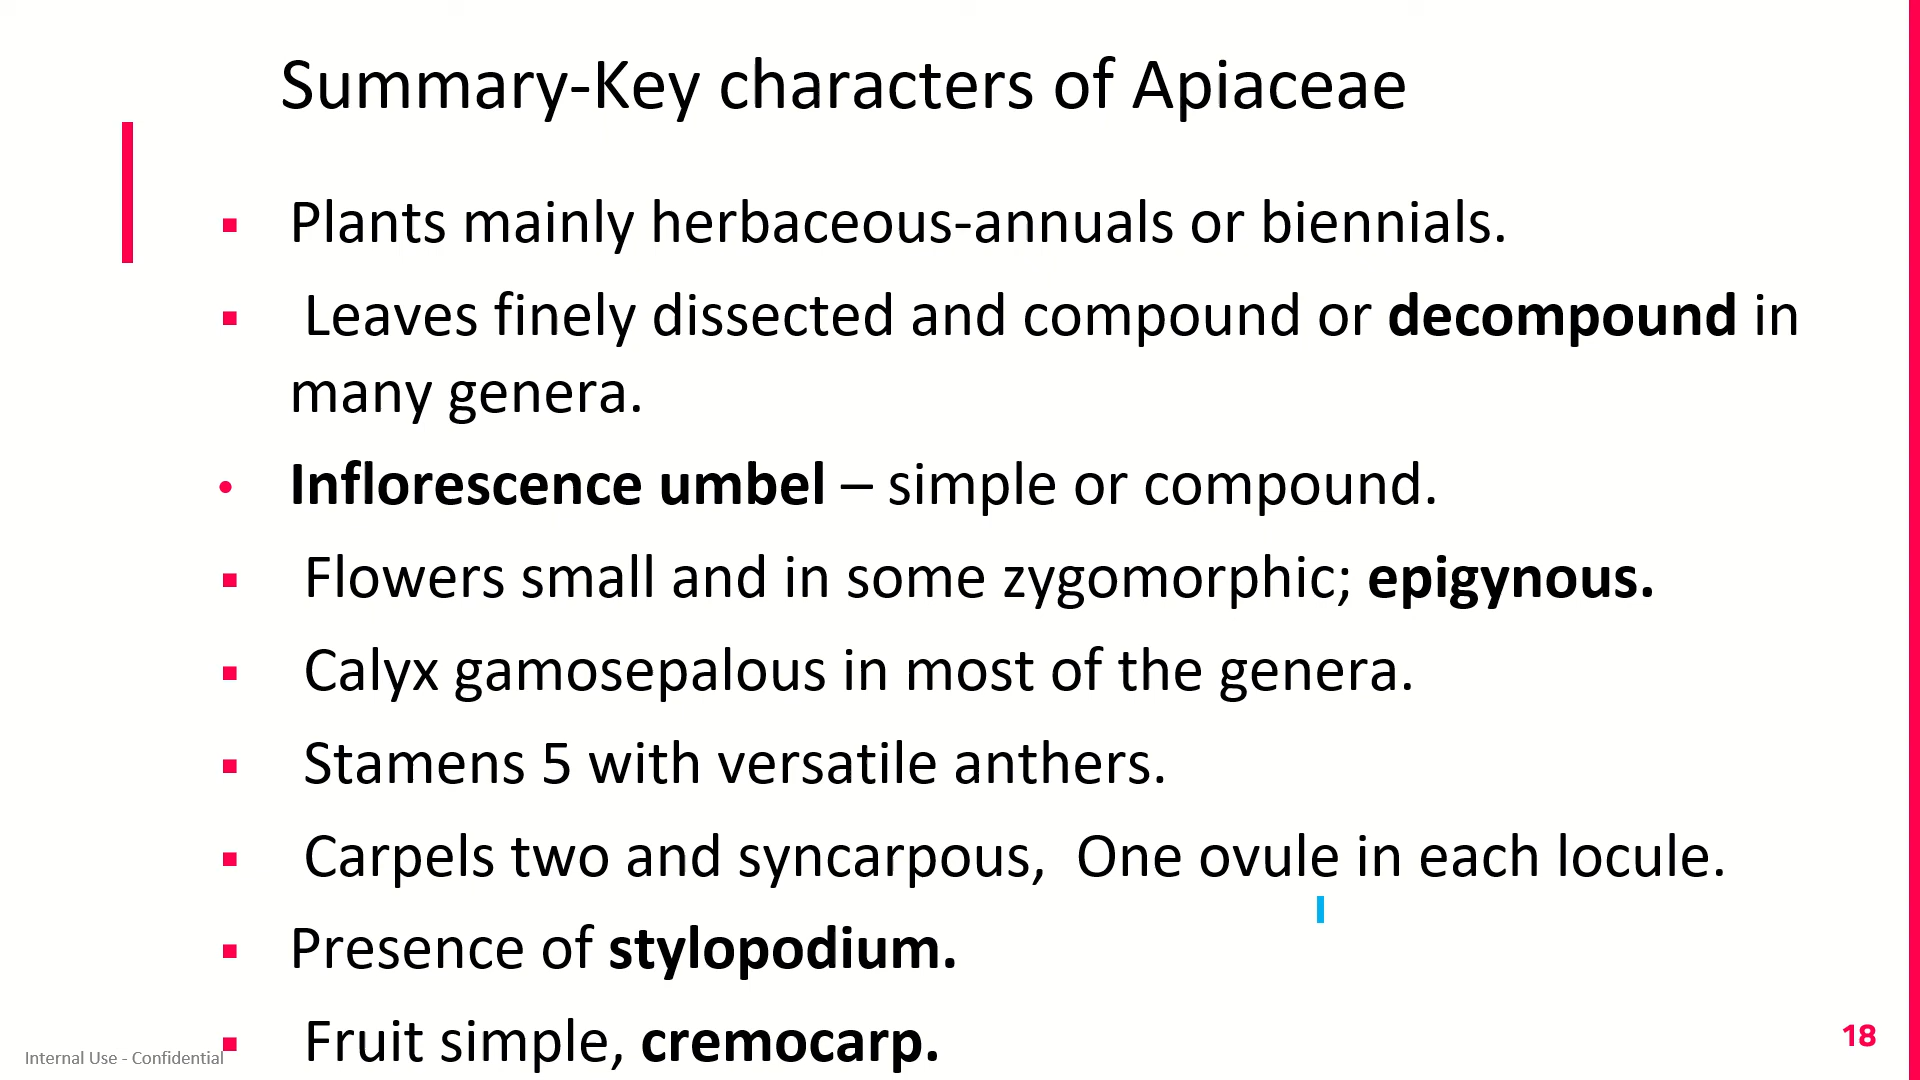 Summary-Key characters of Apiaceae
▪ Plants mainly herbaceous-annuals or biennials.
▪ Leaves finely dissected and compound or decompound in
many genera.
• Inflorescence umbel – simple or compound.
▪ Flowers small and in some zygomorphic; epigynous.
▪ Calyx gamosepalous in most of the genera.
▪ Stamens 5 with versatile anthers.
▪ Carpels two and syncarpous,  One ovule in each locule.
▪ Presence of stylopodium.
▪ Fruit simple, cremocarp.
Internal Use - Confidential
18